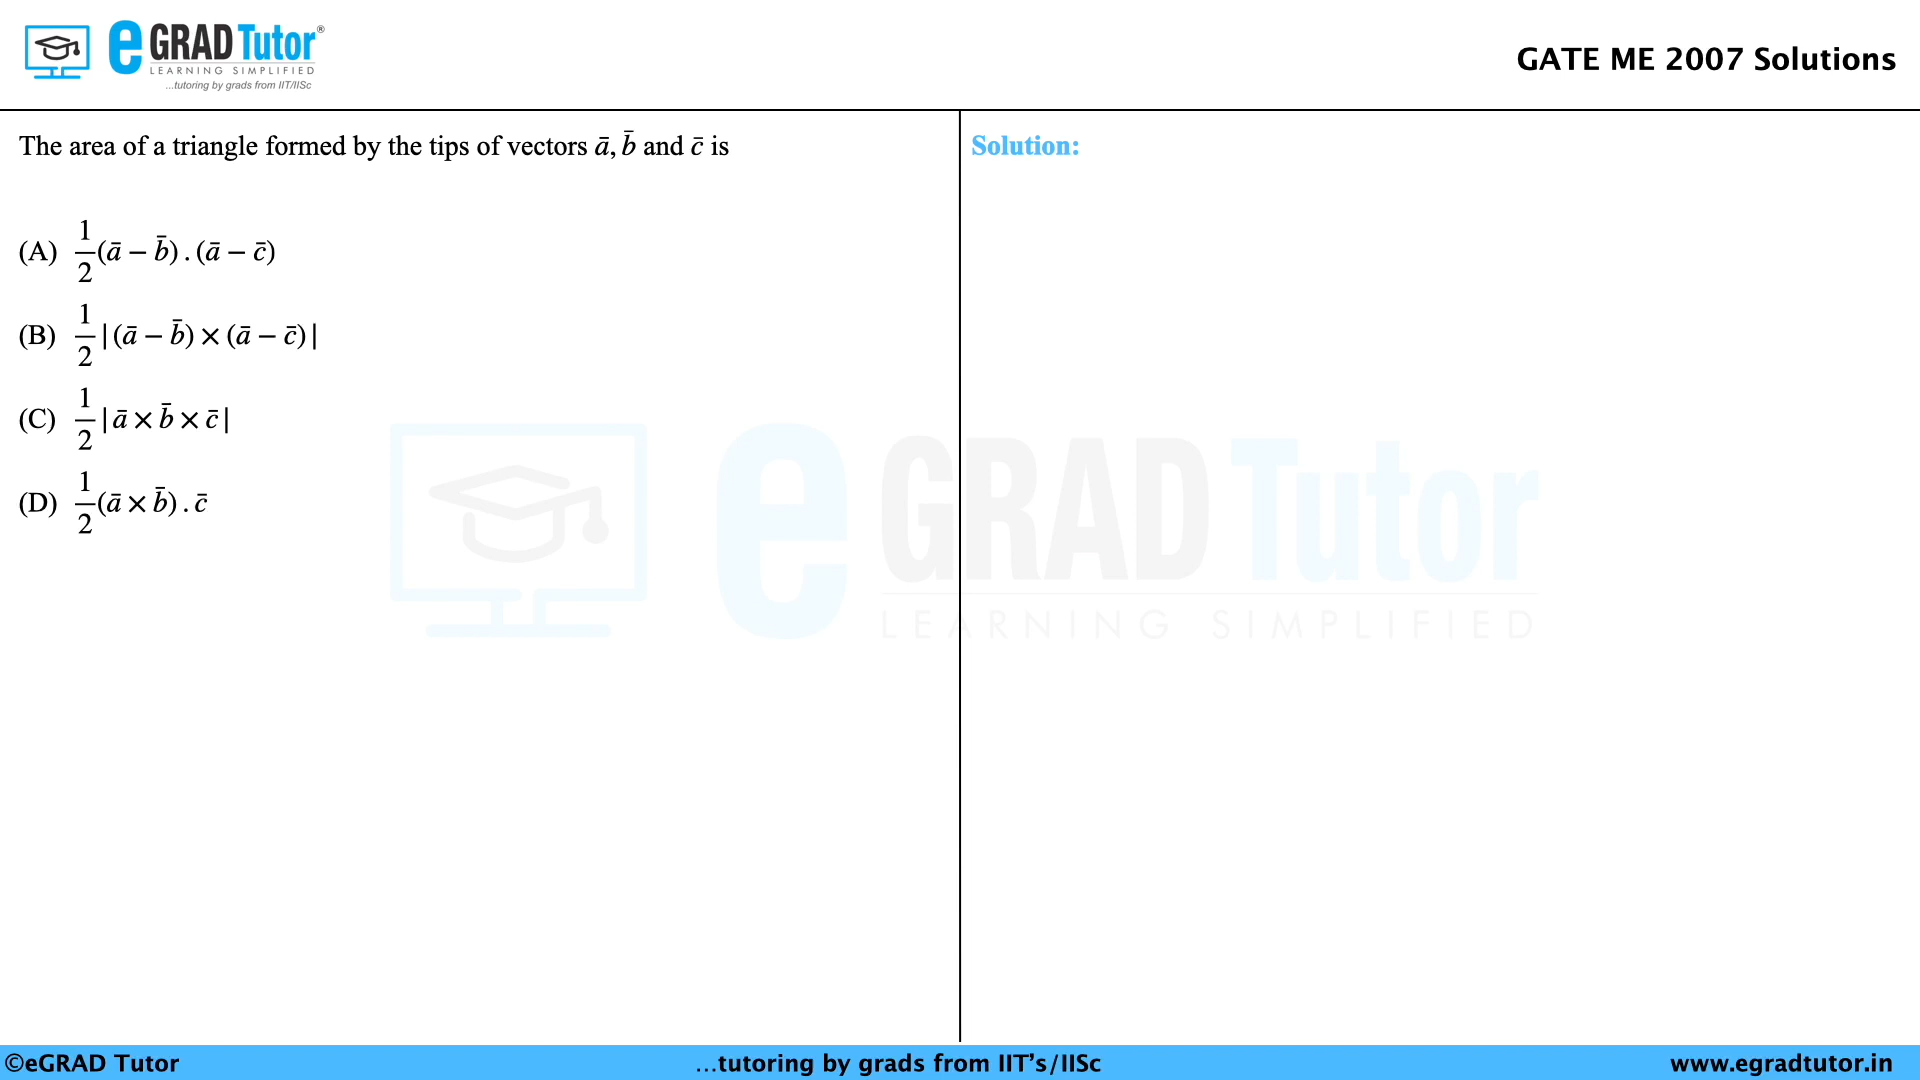 e GRAD Tutor®
LEARNING SIMPLIFIED
...tutoring by grads from IIT/IISc
GATE ME 2007 Solutions
The area of a triangle formed by the tips of vectors ā, b̄ and c̄ is
(A) 1/2 (ā − b̄) . (ā − c̄)
(B) 1/2 |(ā − b̄) × (ā − c̄)|
(C) 1/2 |ā × b̄ × c̄|
(D) 1/2 (ā × b̄) . c̄
Solution:
e GRAD Tutor
LEARNING SIMPLIFIED
©eGRAD Tutor
...tutoring by grads from IIT’s/IISc
www.egradtutor.in